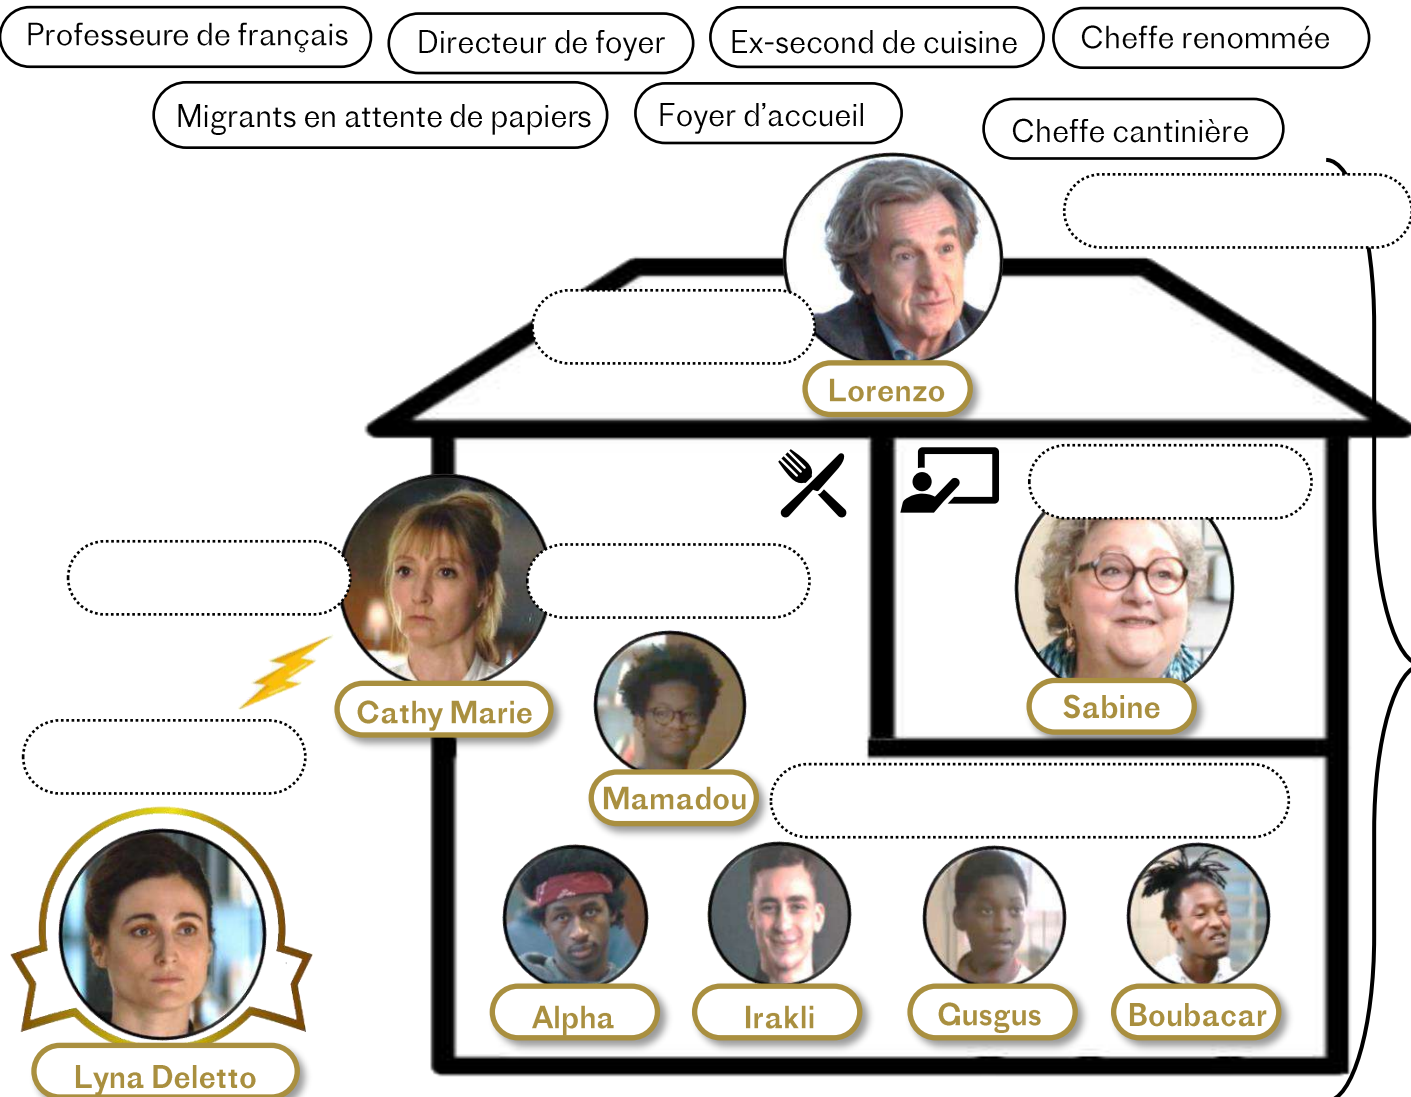 Professeure de français
Directeur de foyer
Ex-second de cuisine
Cheffe renommée
Migrants en attente de papiers
Foyer d'accueil
Cheffe cantinière
Lorenzo
Cathy Marie
Sabine
Mamadou
Alpha
Irakli
Gusgus
Boubacar
Lyna Deletto